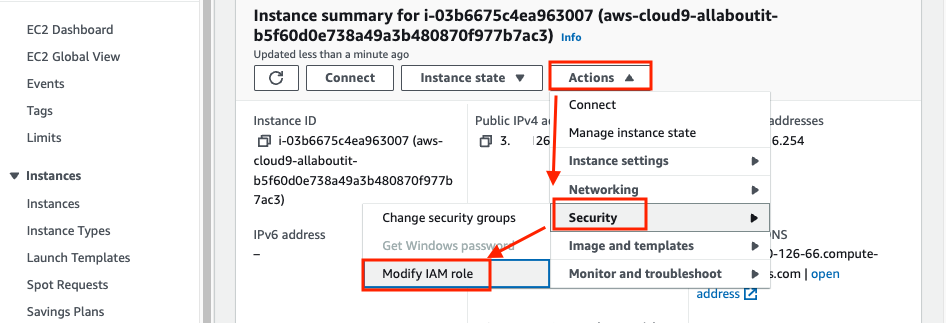 EC2 Dashboard
EC2 Global View
Events
Tags
Limits
Instances
Instances
Instance Types
Launch Templates
Spot Requests
Savings Plans
Instance summary for i-03b6675c4ea963007 (aws-cloud9-allaboutit-
b5f60d0e738a49a3b480870f977b7ac3) Info
Updated less than a minute ago
Connect
Instance state
Actions
Connect
Manage instance state
Instance settings
Networking
Security
Image and templates
Monitor and troubleshoot
Change security groups
Get Windows password
Modify IAM role
Instance ID
i-03b6675c4ea963007 (aws-
cloud9-allaboutit-
b5f60d0e738a49a3b480870f977b
7ac3)
IPv6 address
–
Public IPv4
3.
addresses
6.254
0-126-66.compute-
.com | open
address